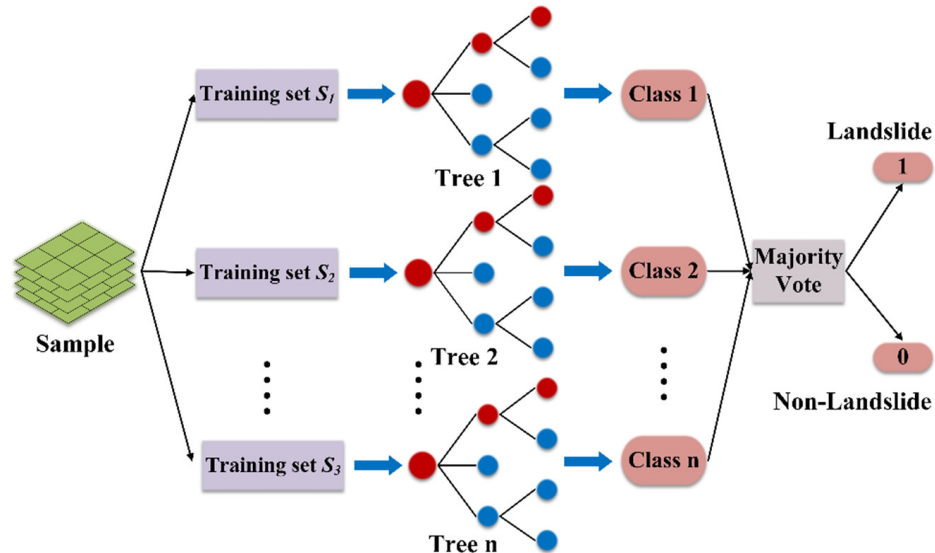 Training set S1
Class 1
Tree 1
Landslide
1
Sample
Training set S2
Class 2
Tree 2
Majority
Vote
0
Non-Landslide
Training set S3
Class n
Tree n